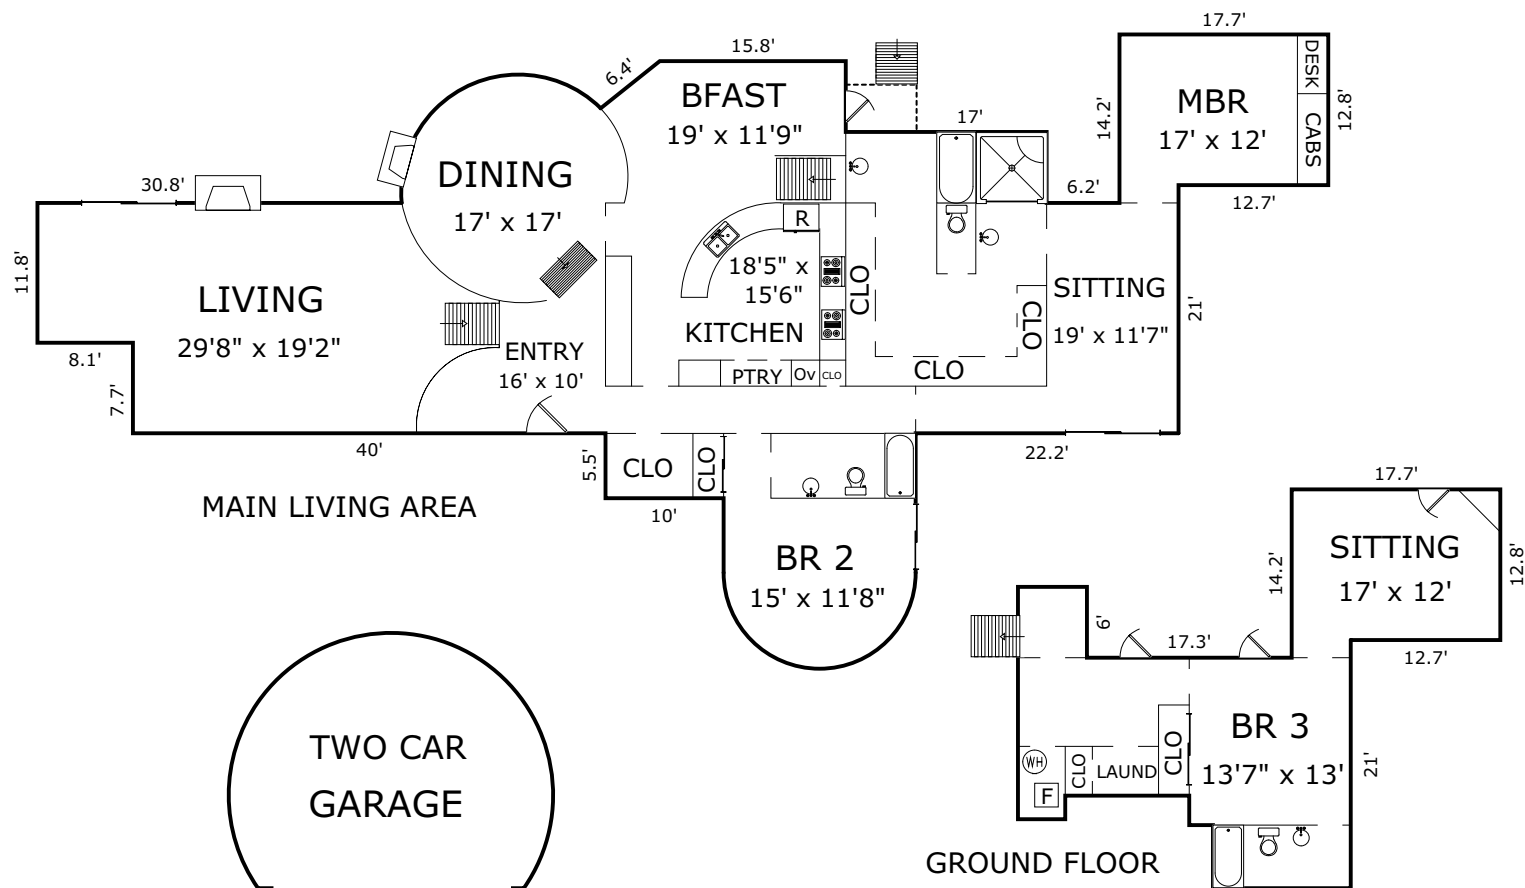 17.7'
15.8'
6.4'
BFAST
19' x 11'9"
17'
14.2'
MBR
17' x 12'
DESK
CABS
12.8'
DINING
17' x 17'
30.8'
6.2'
12.7'
R
11.8'
LIVING
29'8" x 19'2"
18'5" x
15'6"
KITCHEN
CLO
SITTING
19' x 11'7"
CLO
21'
8.1'
7.7'
ENTRY
16' x 10'
PTRY
Ov
CLO
CLO
40'
5.5'
CLO
CLO
22.2'
MAIN LIVING AREA
10'
BR 2
15' x 11'8"
17.7'
14.2'
SITTING
17' x 12'
12.8'
6'
17.3'
12.7'
TWO CAR
GARAGE
BR 3
13'7" x 13'
21'
WH
CLO
LAUND
CLO
F
GROUND FLOOR